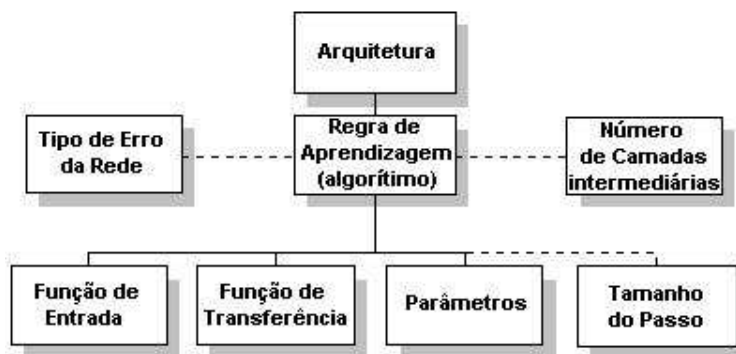 Arquitetura
Tipo de Erro
da Rede
Regra de
Aprendizagem
(algorítimo)
Número
de Camadas
intermediárias
Função de
Entrada
Função de
Transferência
Parâmetros
Tamanho
do Passo